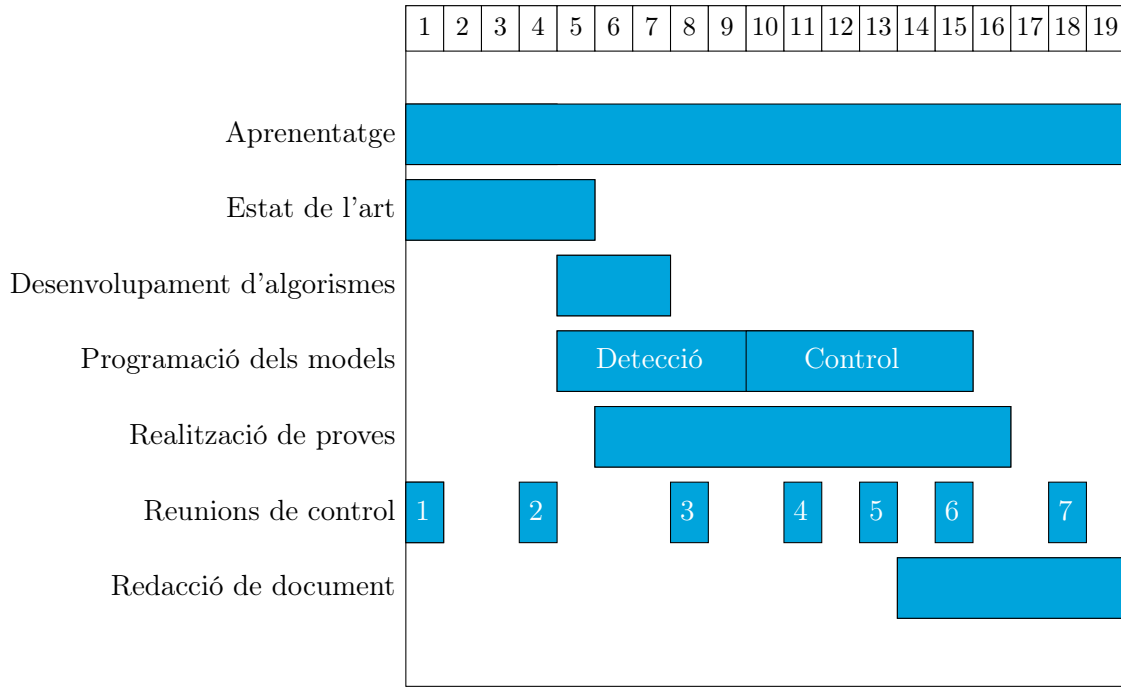 1 2 3 4 5 6 7 8 9 10 11 12 13 14 15 16 17 18 19
Aprenentatge
Estat de l'art
Desenvolupament d'algorismes
Programació dels models Detecció Control
Realització de proves
Reunions de control 1 2 3 4 5 6 7
Redacció de document